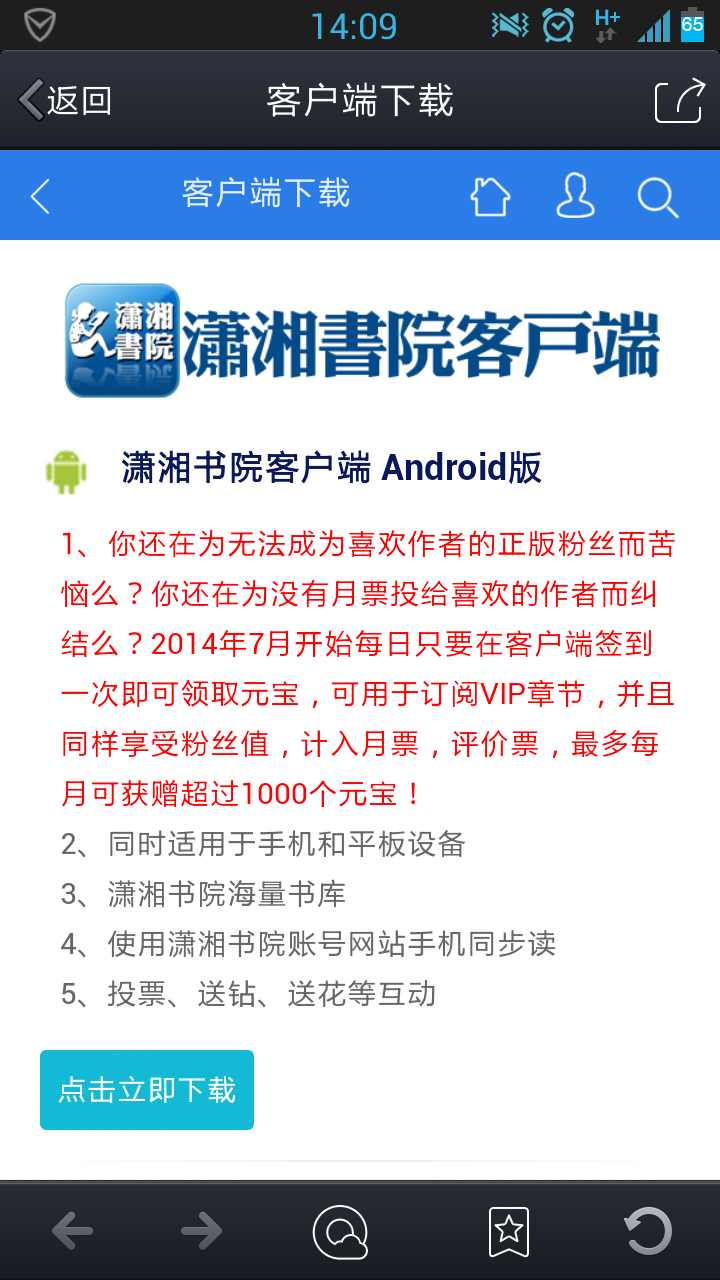 14:09
H+
65
返回
客户端下载
客户端下载
瀟湘
書院
瀟湘書院客戶端
潇湘书院客户端 Android版
1、你还在为无法成为喜欢作者的正版粉丝而苦
恼么？你还在为没有月票投给喜欢的作者而纠
结么？2014年7月开始每日只要在客户端签到
一次即可领取元宝，可用于订阅VIP章节，并且
同样享受粉丝值，计入月票，评价票，最多每
月可获赠超过1000个元宝！
2、同时适用于手机和平板设备
3、潇湘书院海量书库
4、使用潇湘书院账号网站手机同步读
5、投票、送钻、送花等互动
点击立即下载